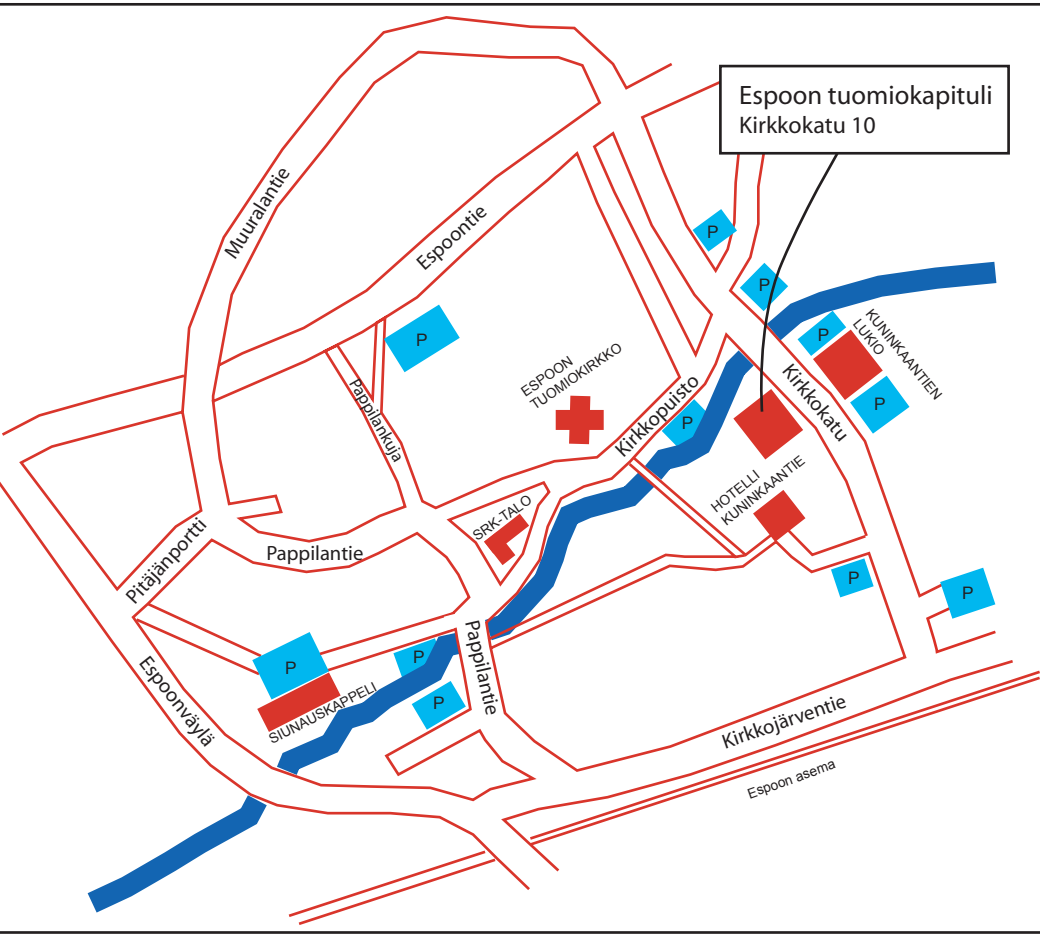 Espoon tuomiokapituli
Kirkkokatu 10
Muuralantie
Espoontie
P
P
P
P
KUNINKAANTIEN
LUKIO
P
Kirkkokatu
ESPOON
TUOMIOKIRKKO
Pappilankuja
Kirkkopuisto
P
HOTELLI
KUNINKAANTIE
SRK-TALO
Pitäjänportti
Pappilantie
P
P
Espoonväylä
P
SIUNAUSKAPPELI
P
P
Pappilantie
Kirkkojärventie
Espoon asema